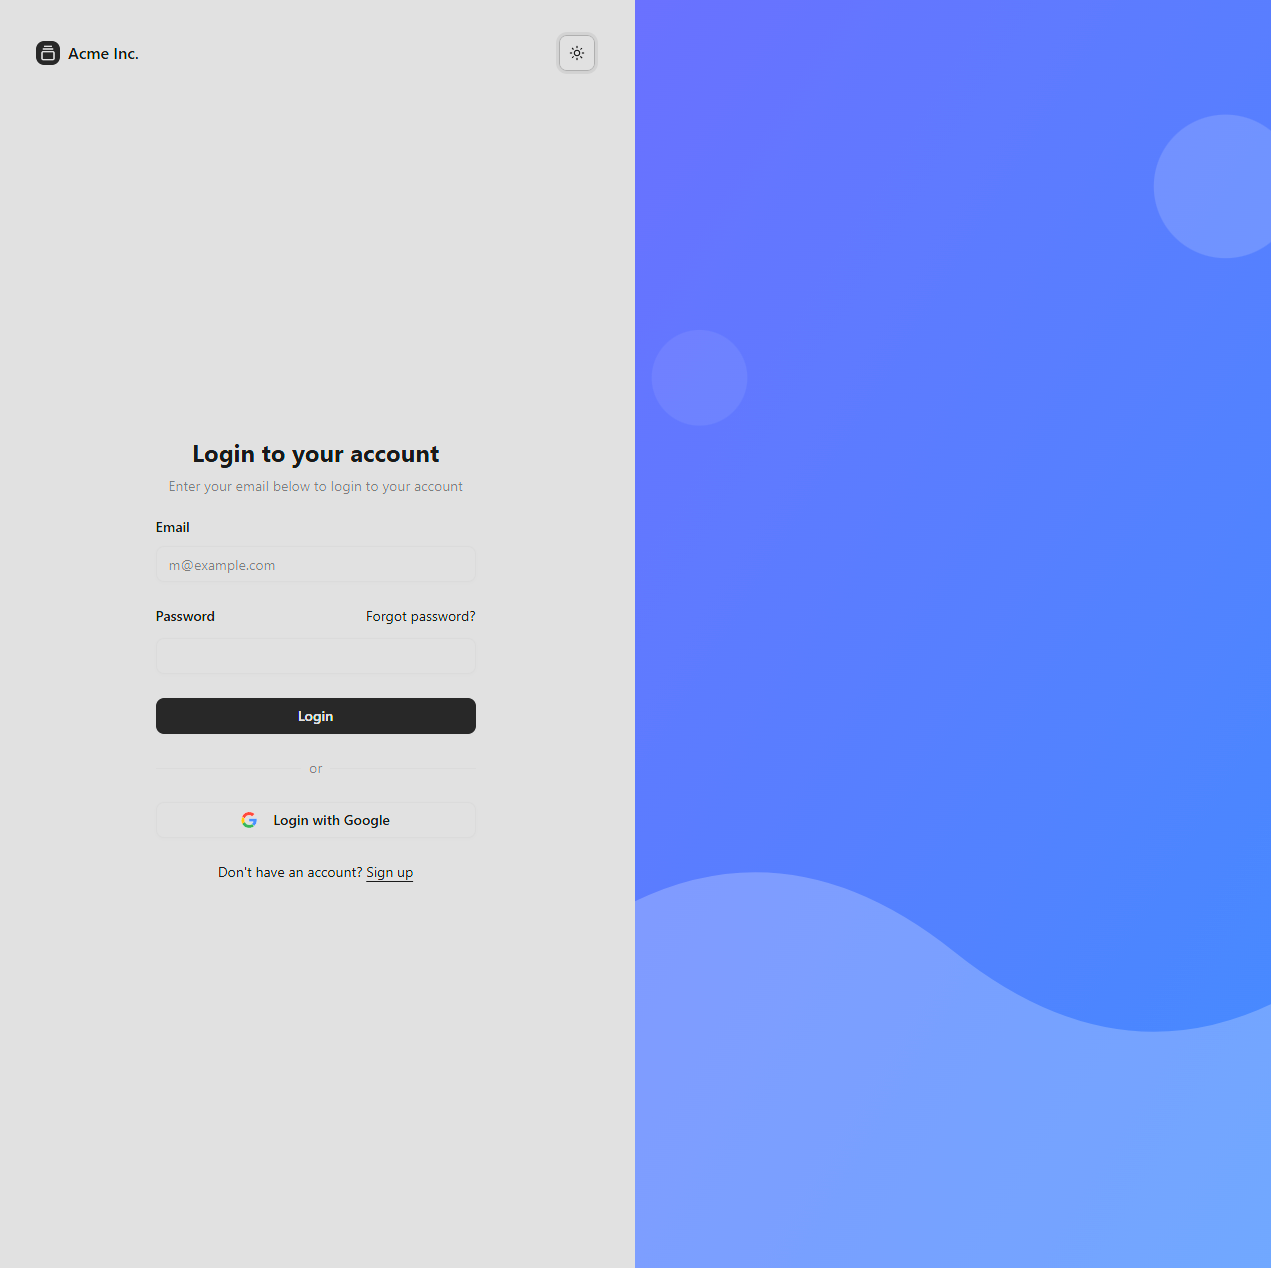 Acme Inc.
Login to your account
Enter your email below to login to your account
Email
m@example.com
Password
Forgot password?
Login
or
Login with Google
Don't have an account? Sign up